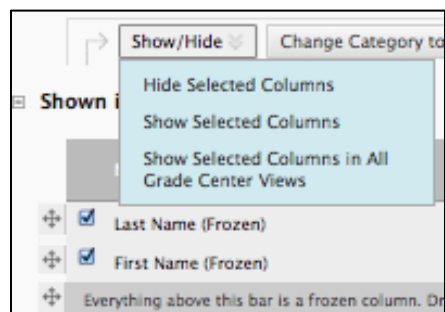 Show/Hide Change Category to
Hide Selected Columns
Shown i
Show Selected Columns
Show Selected Columns in All
Grade Center Views
Last Name (Frozen)
First Name (Frozen)
Everything above this bar is a frozen column. Dr